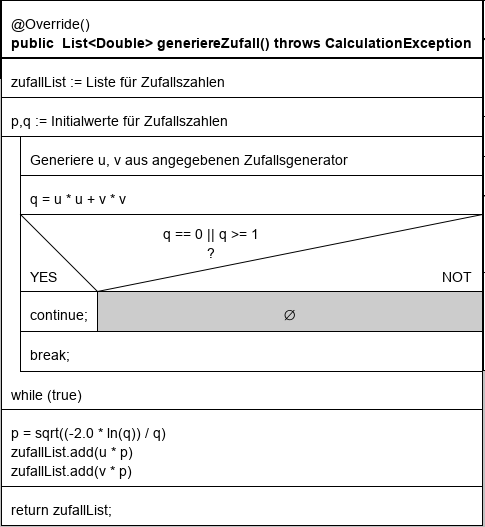 @Override()
public List<Double> generiereZufall() throws CalculationException
zufallList := Liste für Zufallszahlen
p,q := Initialwerte für Zufallszahlen
Generiere u, v aus angegebenen Zufallsgenerator
q = u * u + v * v
q == 0 || q >= 1
?
YES
NOT
continue;
∅
break;
while (true)
p = sqrt((-2.0 * ln(q)) / q)
zufallList.add(u * p)
zufallList.add(v * p)
return zufallList;